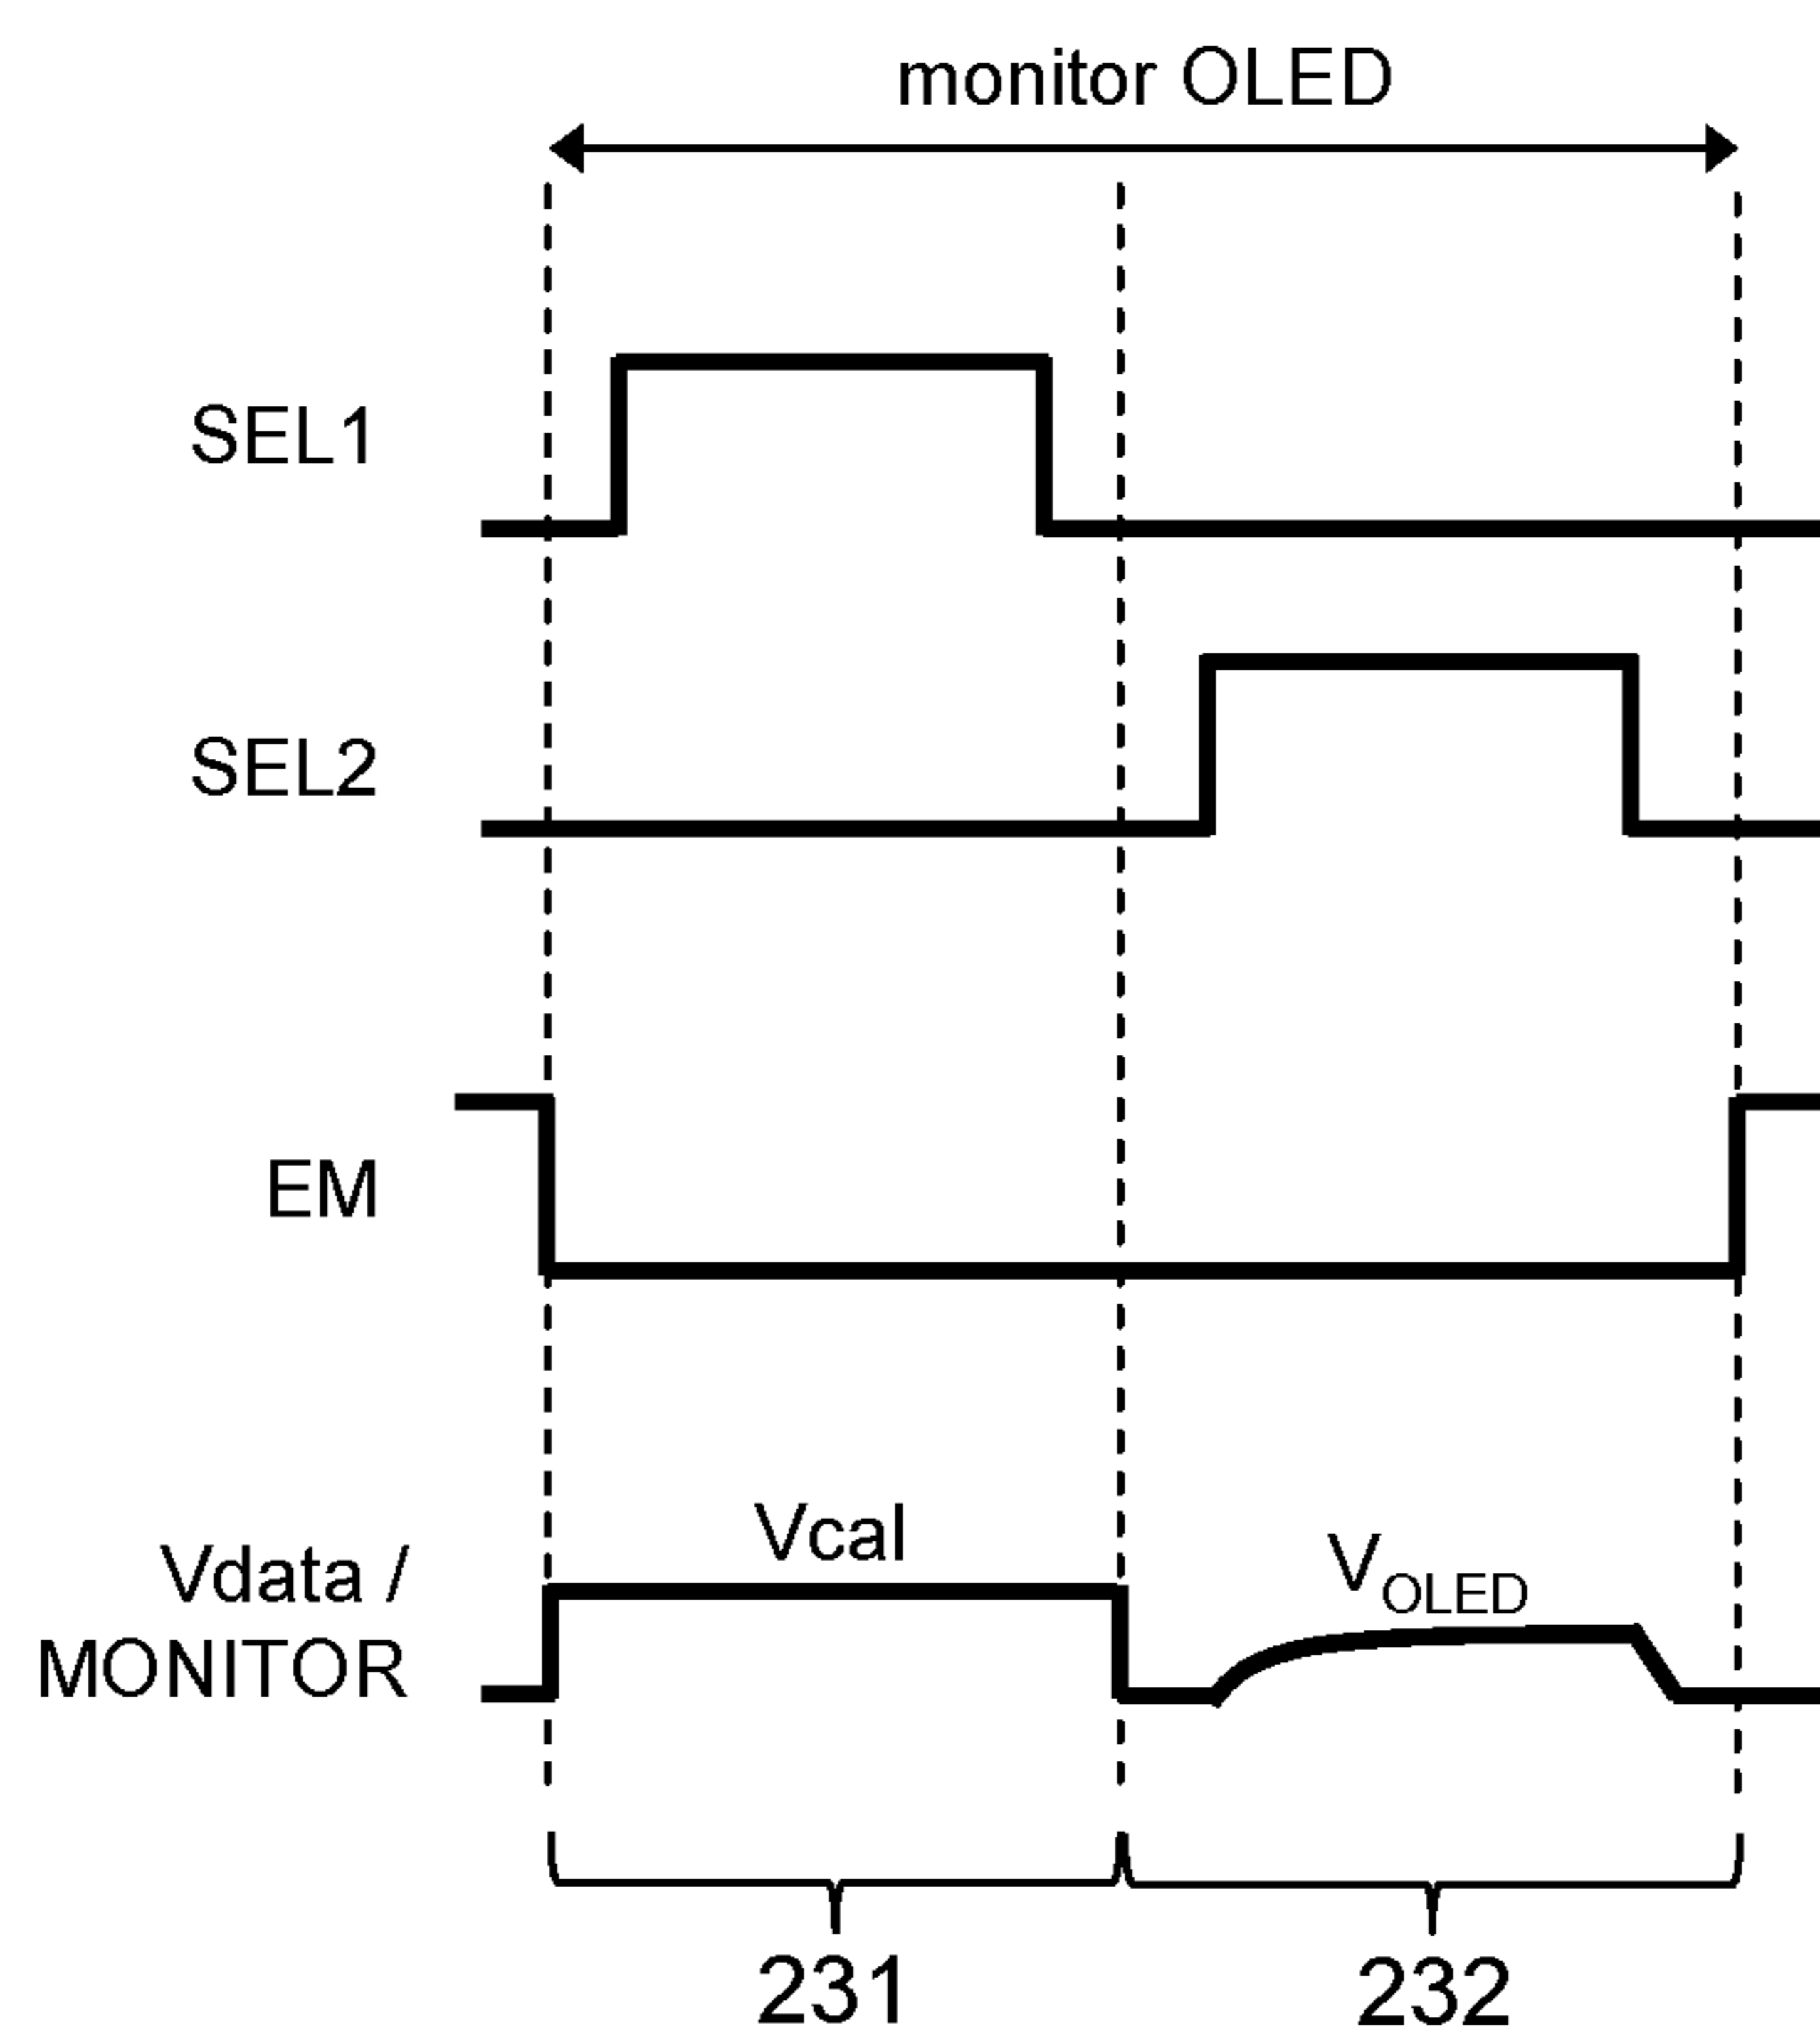 monitor OLED
SEL1
SEL2
EM
Vcal
Vdata /
MONITOR
VOLED
231
232